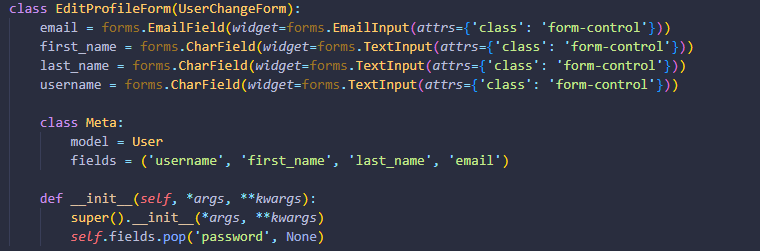 class EditProfileForm(UserChangeForm):
    email = forms.EmailField(widget=forms.EmailInput(attrs={'class': 'form-control'}))
    first_name = forms.CharField(widget=forms.TextInput(attrs={'class': 'form-control'}))
    last_name = forms.CharField(widget=forms.TextInput(attrs={'class': 'form-control'}))
    username = forms.CharField(widget=forms.TextInput(attrs={'class': 'form-control'}))

    class Meta:
        model = User
        fields = ('username', 'first_name', 'last_name', 'email')

    def __init__(self, *args, **kwargs):
        super().__init__(*args, **kwargs)
        self.fields.pop('password', None)